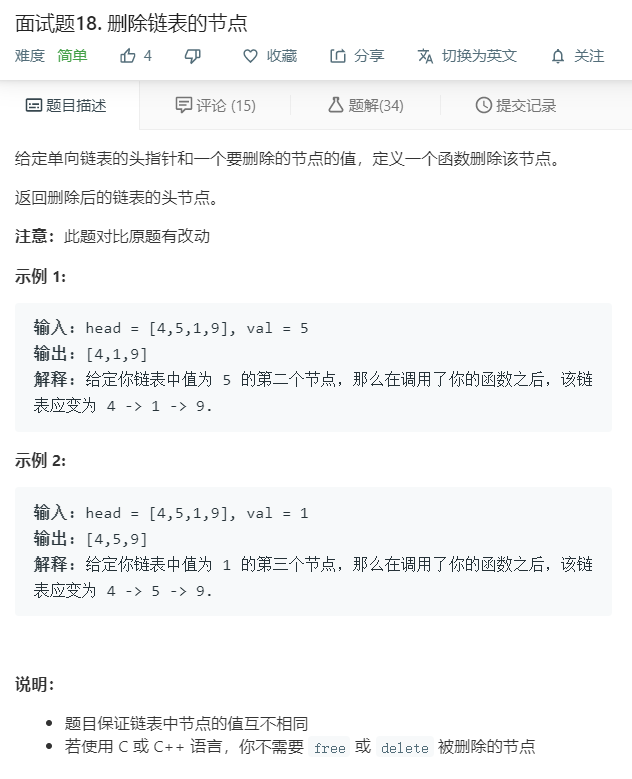 面试题18. 删除链表的节点
难度 简单 4 收藏 分享 切换为英文 关注
题目描述 评论 (15) 题解(34) 提交记录
给定单向链表的头指针和一个要删除的节点的值，定义一个函数删除该节点。
返回删除后的链表的头节点。
注意：此题对比原题有改动
示例 1:
输入: head = [4,5,1,9], val = 5
输出: [4,1,9]
解释: 给定你链表中值为 5 的第二个节点，那么在调用了你的函数之后，该链
表应变为 4 -> 1 -> 9.
示例 2:
输入: head = [4,5,1,9], val = 1
输出: [4,5,9]
解释: 给定你链表中值为 1 的第三个节点，那么在调用了你的函数之后，该链
表应变为 4 -> 5 -> 9.
说明：
• 题目保证链表中节点的值互不相同
• 若使用 C 或 C++ 语言，你不需要 free 或 delete 被删除的节点